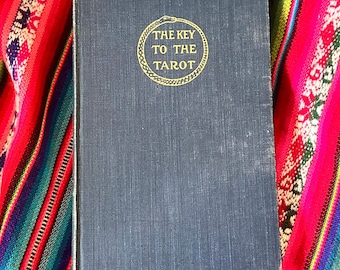 THE KEY
TO THE
TAROT